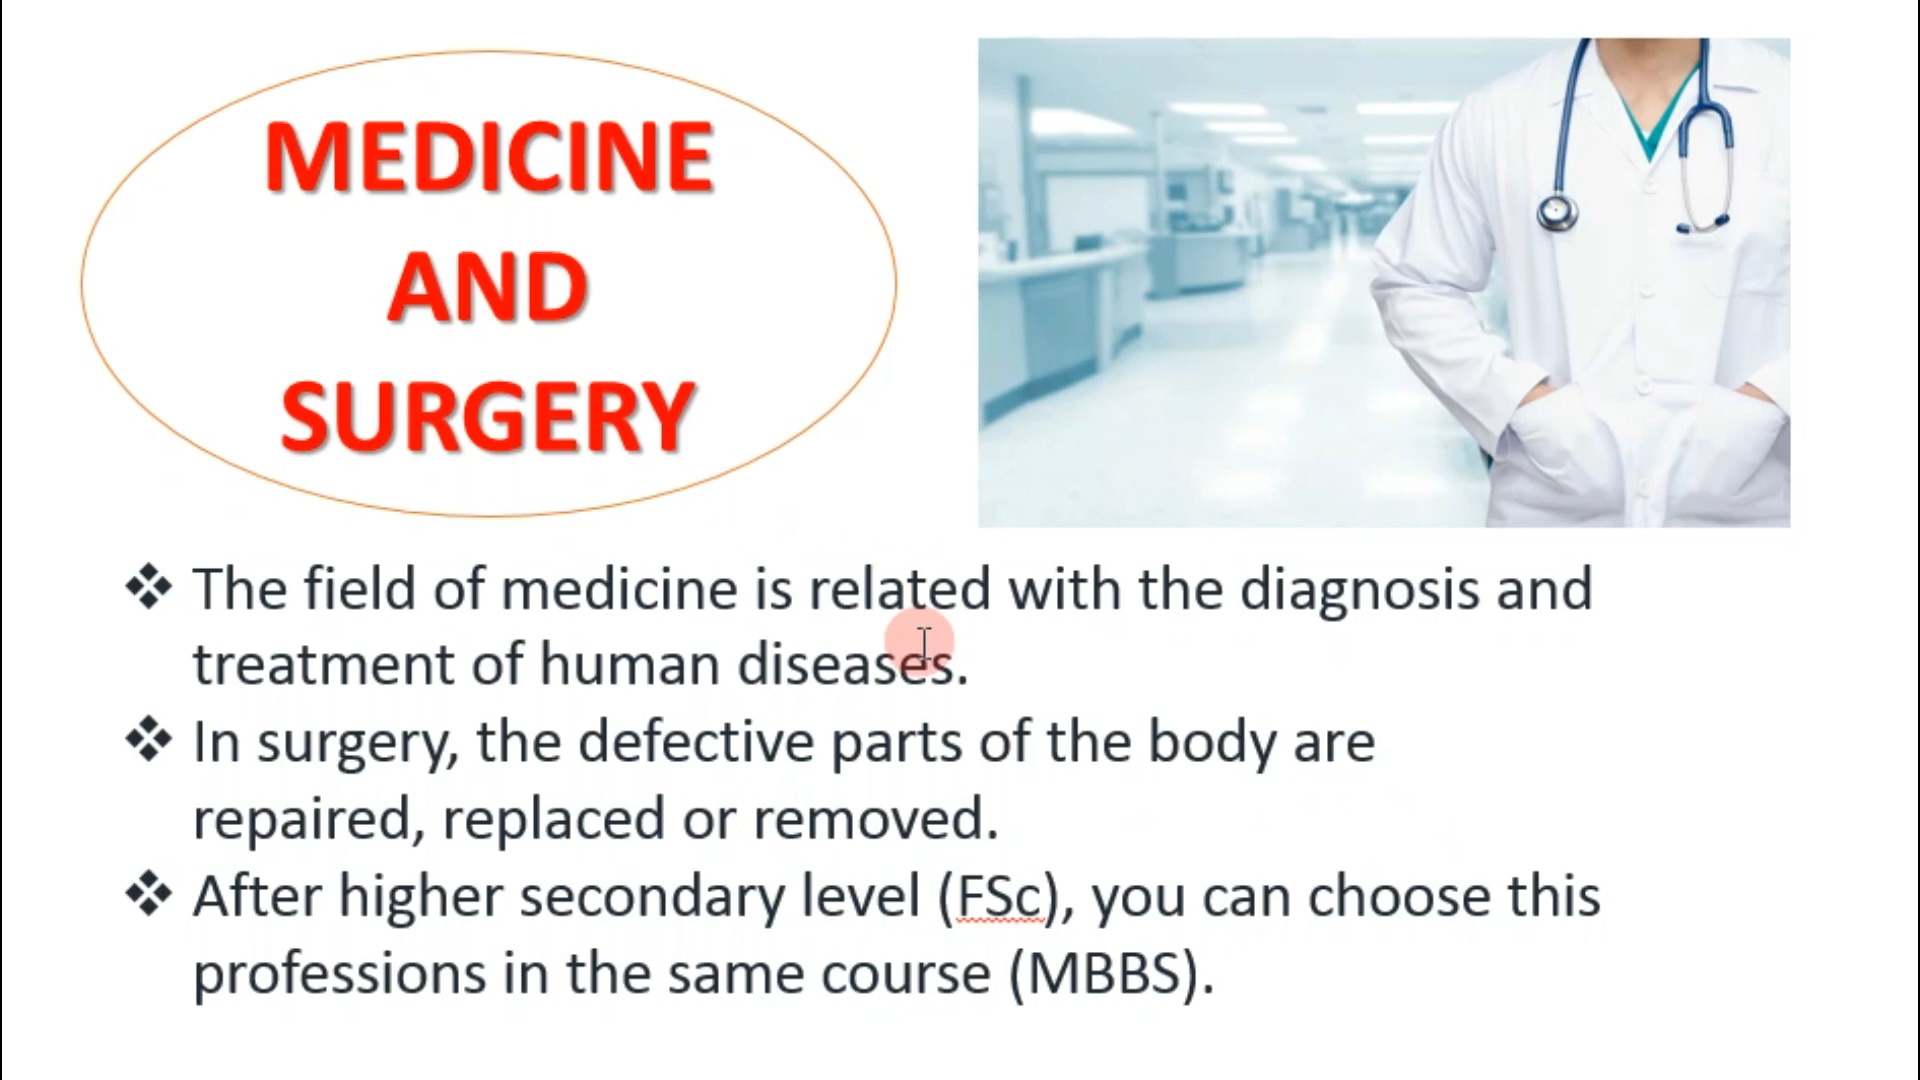 MEDICINE
AND
SURGERY
❖ The field of medicine is related with the diagnosis and
treatment of human diseases.
❖ In surgery, the defective parts of the body are
repaired, replaced or removed.
❖ After higher secondary level (FSc), you can choose this
professions in the same course (MBBS).